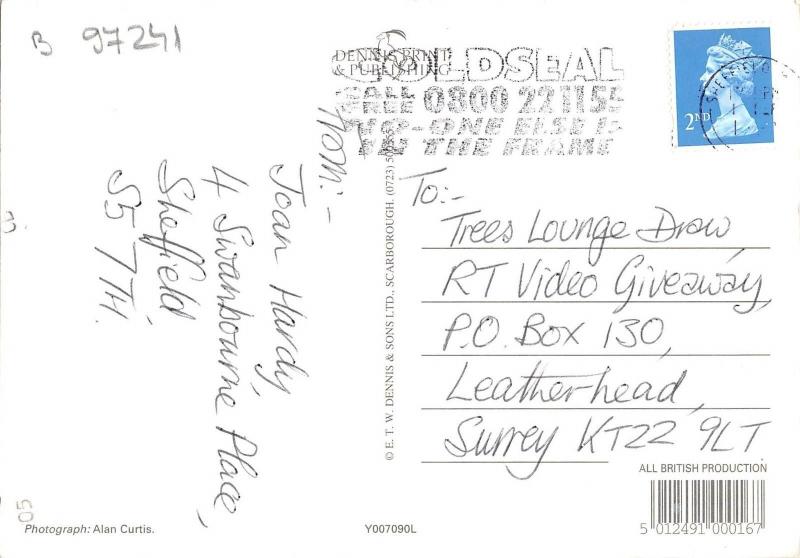 B 97241
DENNIS PRINT
& PUBLISHING
GOLDSEAL
CALL FREE 0800 221155
NO-ONE ELSE IS
IN THE FRAME
2ND
SHEFFIELD
From:-
Joan Hardy,
4 Swanbourne Place,
Sheffield
S5 7TH.
To:-
Trees Lounge Draw
RT Video Giveaway,
P.O. Box 130,
Leatherhead,
Surrey KT22 9LT
© E. T. W. DENNIS & SONS LTD., SCARBOROUGH. (0723)
ALL BRITISH PRODUCTION
5 012491 000167
05
Photograph: Alan Curtis.
Y007090L